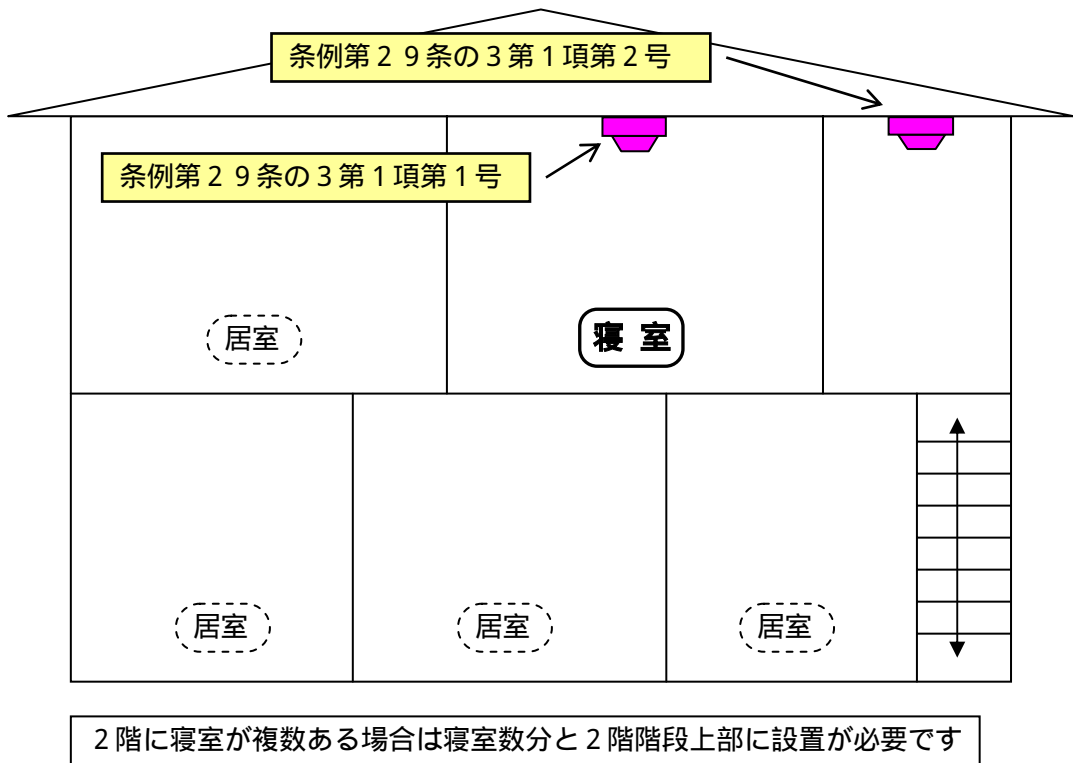 条例第２９条の３第１項第２号
条例第２９条の３第１項第１号
居室
寝 室
居室
居室
居室
２階に寝室が複数ある場合は寝室数分と２階階段上部に設置が必要です